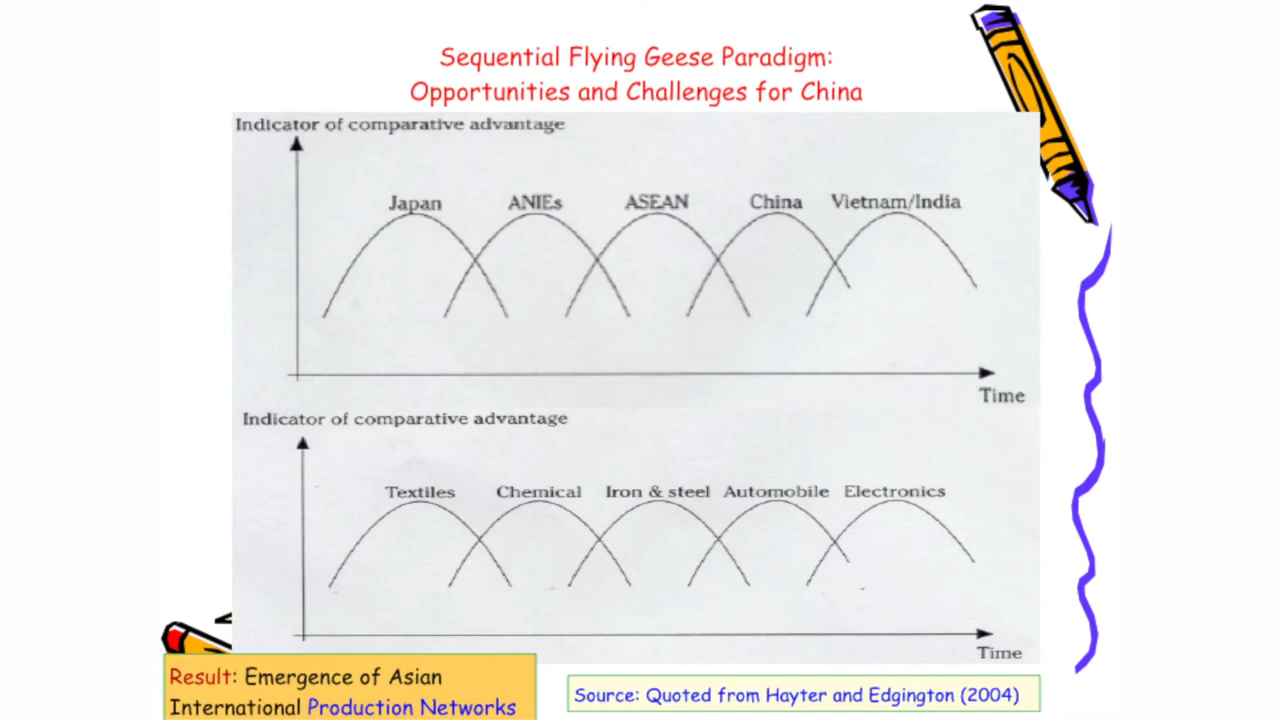 Sequential Flying Geese Paradigm:
Opportunities and Challenges for China
Indicator of comparative advantage
Japan
ANIEs
ASEAN
China
Vietnam/India
Time
Indicator of comparative advantage
Textiles
Chemical
Iron & steel
Automobile
Electronics
Time
Result: Emergence of Asian
International Production Networks
Source: Quoted from Hayter and Edgington (2004)